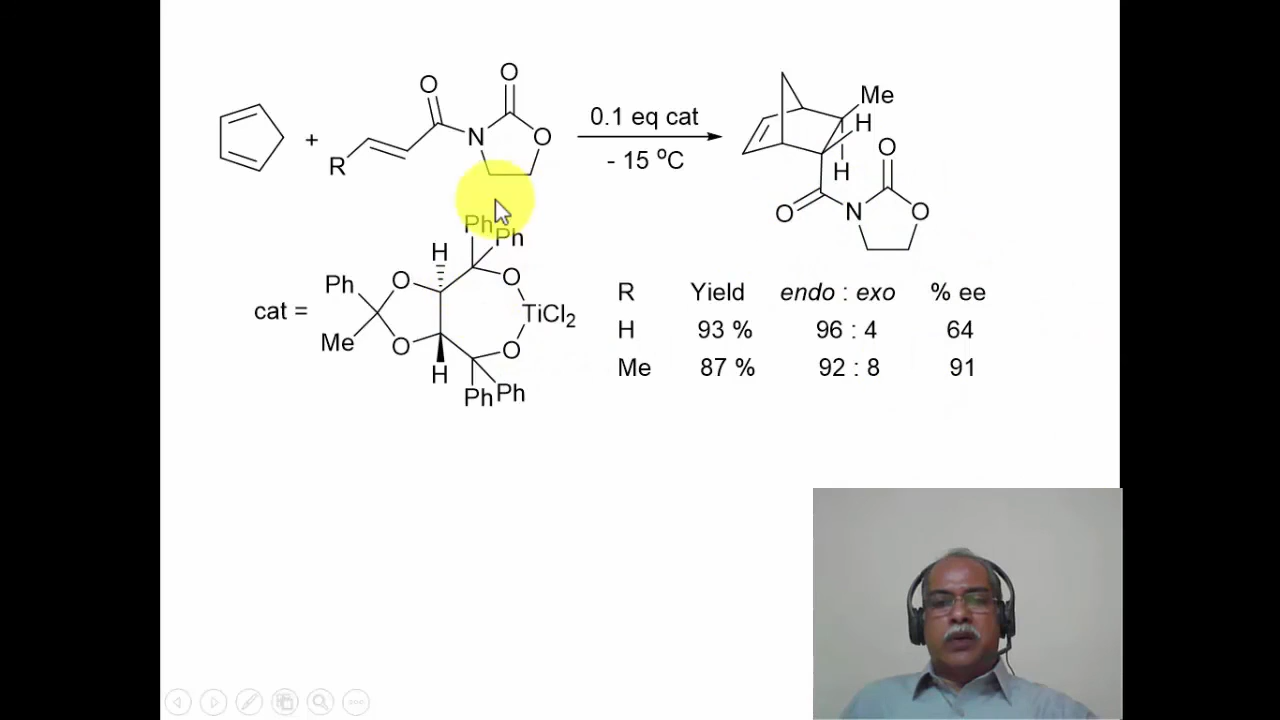 O
O
N
O
+
R
0.1 eq cat
- 15 ºC
Me
H
H
O
O
N
O
cat =
Ph
Me
O
O
H
H
Ph
Ph
O
TiCl2
O
Ph
Ph
R Yield endo : exo % ee
H 93 % 96 : 4 64
Me 87 % 92 : 8 91